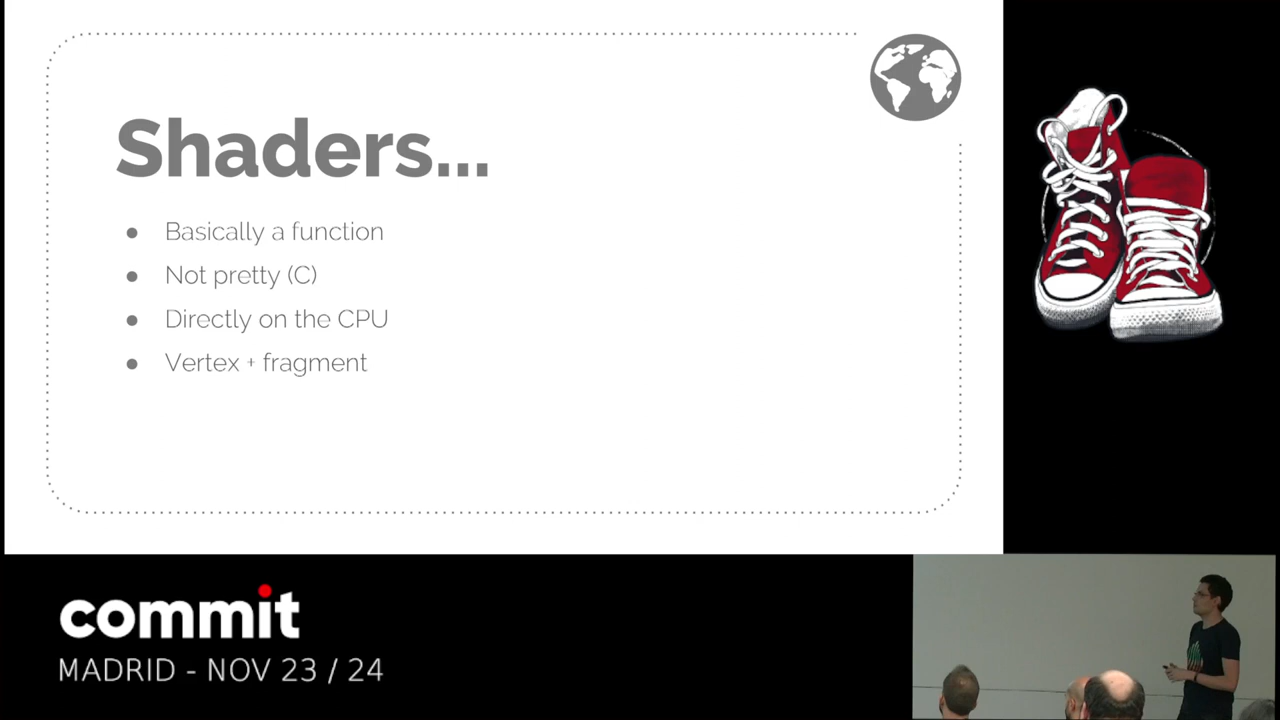 Shaders...
● Basically a function
● Not pretty (C)
● Directly on the CPU
● Vertex + fragment
commit
MADRID - NOV 23 / 24